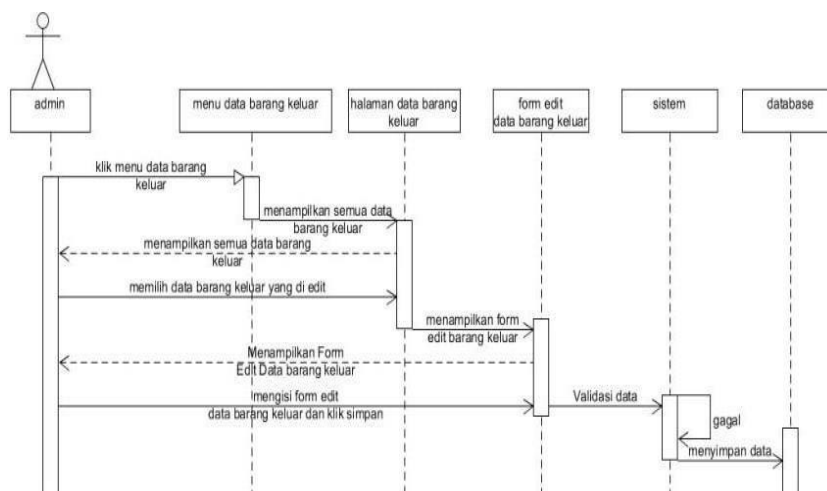 admin
menu data barang keluar
halaman data barang
keluar
form edit
data barang keluar
sistem
database
klik menu data barang
keluar
menampilkan semua data
barang keluar
menampilkan semua data barang
keluar
memilih data barang keluar yang di edit
menampilkan form
edit barang keluar
Menampilkan Form
Edit Data barang keluar
mengisi form edit
data barang keluar dan klik simpan
Validasi data
gagal
menyimpan data